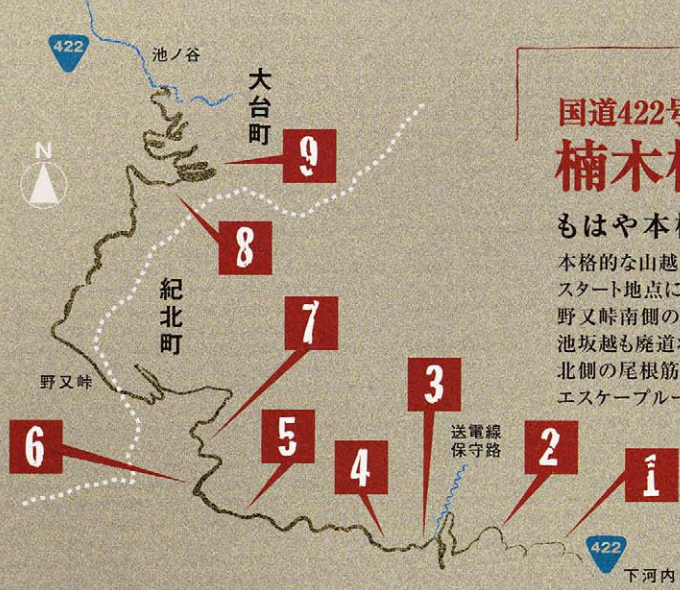 422
池ノ谷
大台町
N
9
8
紀北町
7
野又峠
3
6
5
4
送電線
保守路
2
1
422
下河内
国道422号
楠木
もはや本
本格的な山越
スタート地点に
野又峠南側の
池坂越も廃道
北側の尾根筋
エスケープルー